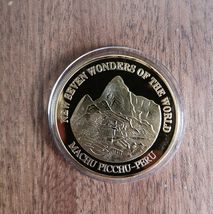 NEW SEVEN WONDERS OF THE WORLD
MACHU PICCHU-PERU